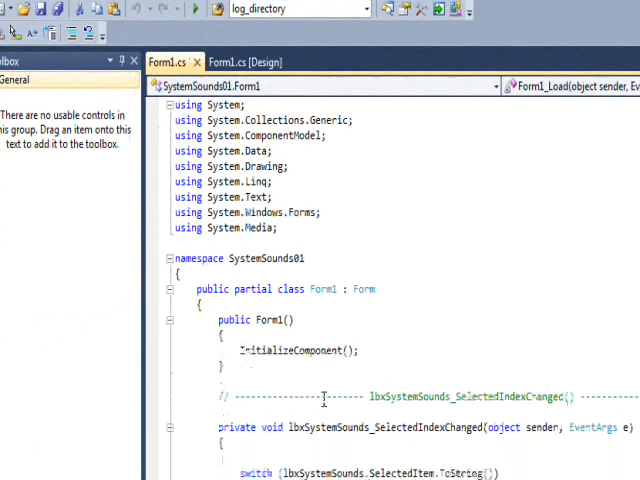 log_directory
lbox
Form1.cs
Form1.cs [Design]
General
SystemSounds01.Form1
Form1_Load(object sender, Ev
There are no usable controls in
his group. Drag an item onto this
text to add it to the toolbox.
using System;
using System.Collections.Generic;
using System.ComponentModel;
using System.Data;
using System.Drawing;
using System.Linq;
using System.Text;
using System.Windows.Forms;
using System.Media;
namespace SystemSounds01
{
public partial class Form1 : Form
{
public Form1()
{
InitializeComponent();
}
// ----------------------- lbxSystemSounds_SelectedIndexChanged() -----------
private void lbxSystemSounds_SelectedIndexChanged(object sender, EventArgs e)
{
switch (lbxSystemSounds.SelectedItem.ToString())